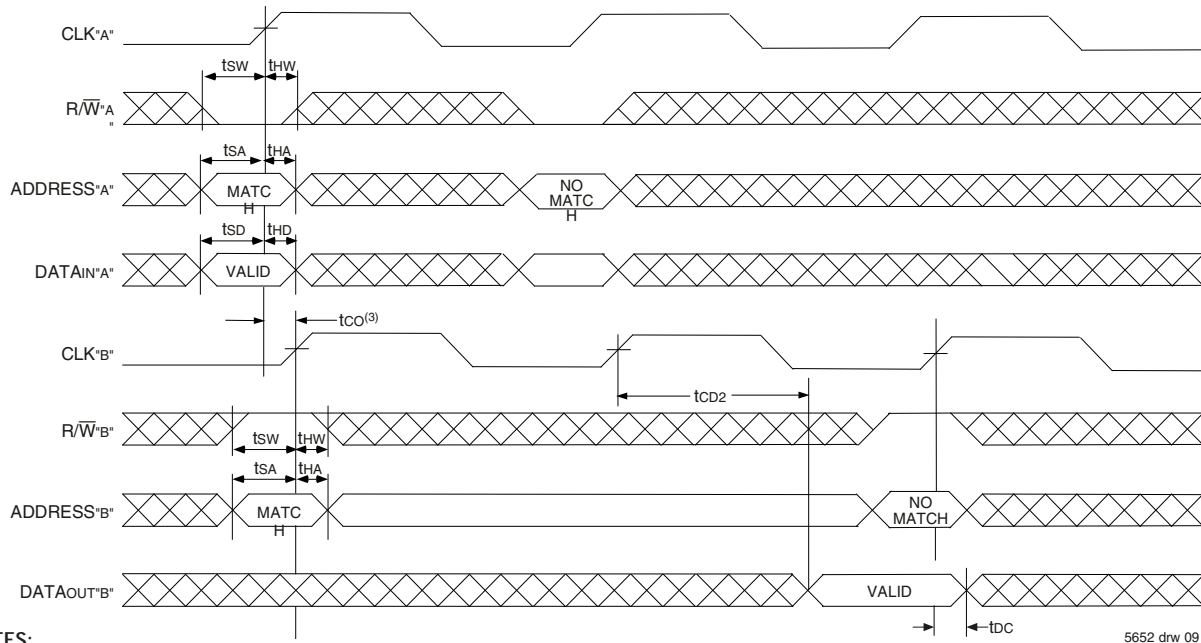 CLK"A"
tSW
tHW
R/W̅"A
"
tSA
tHA
ADDRESS"A"
MATC
H
NO
MATC
H
tSD
tHD
DATAIN"A"
VALID
tCO(3)
CLK"B"
tCD2
R/W̅"B"
tSW
tHW
tSA
tHA
ADDRESS"B"
MATC
H
NO
MATCH
DATAOUT"B"
VALID
tDC
TES:
5652 drw 09